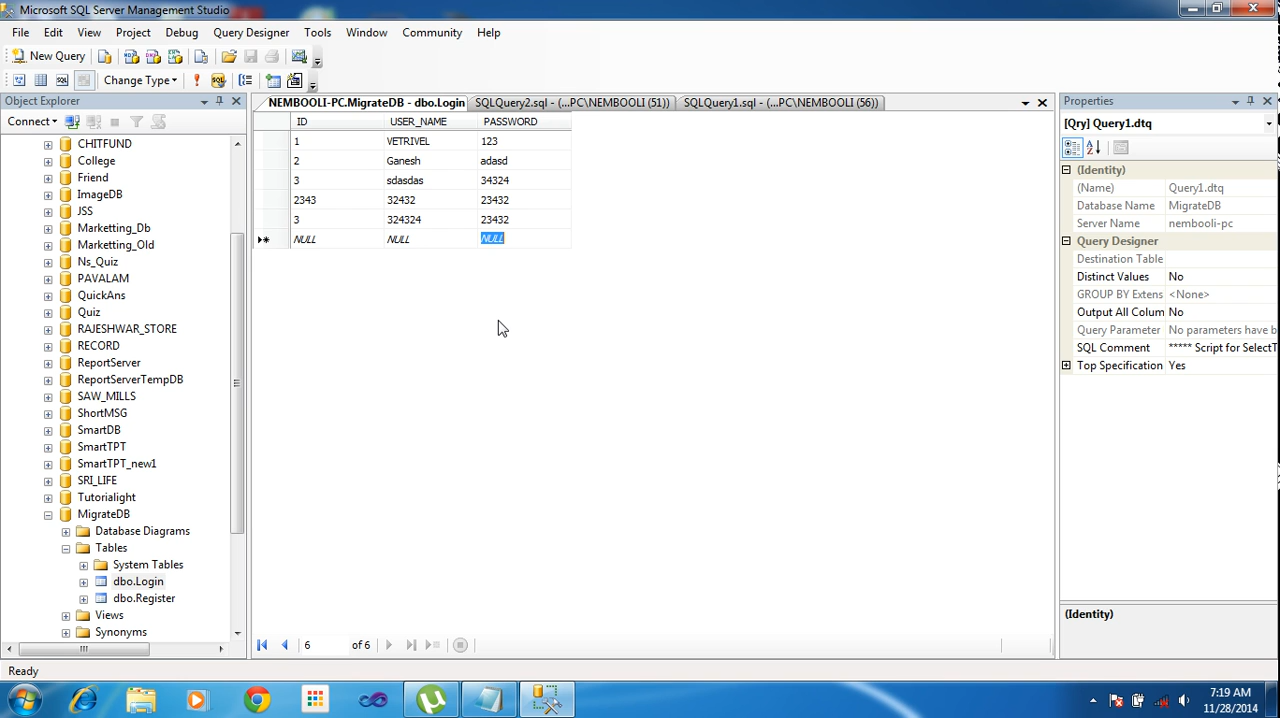 Microsoft SQL Server Management Studio
File Edit View Project Debug Query Designer Tools Window Community Help
New Query
Change Type
Object Explorer
Connect
CHITFUND
College
Friend
ImageDB
JSS
Marketting_Db
Marketting_Old
Ns_Quiz
PAVALAM
QuickAns
Quiz
RAJESHWAR_STORE
RECORD
ReportServer
ReportServerTempDB
SAW_MILLS
ShortMSG
SmartDB
SmartTPT
SmartTPT_new1
SRI_LIFE
Tutorialight
MigrateDB
Database Diagrams
Tables
System Tables
dbo.Login
dbo.Register
Views
Synonyms
NEMBOOLI-PC.MigrateDB - dbo.Login SQLQuery2.sql - (...PC\NEMBOOLI (51)) SQLQuery1.sql - (...PC\NEMBOOLI (56))
ID USER_NAME PASSWORD
1 VETRIVEL 123
2 Ganesh adasd
3 sdasdas 34324
2343 32432 23432
3 324324 23432
NULL NULL NULL
6 of 6
Properties
[Qry] Query1.dtq
(Identity)
(Name) Query1.dtq
Database Name MigrateDB
Server Name nembooli-pc
Query Designer
Destination Table
Distinct Values No
GROUP BY Extens <None>
Output All Colum No
Query Parameter No parameters have b
SQL Comment ***** Script for SelectT
Top Specification Yes
(Identity)
Ready
7:19 AM
11/28/2014